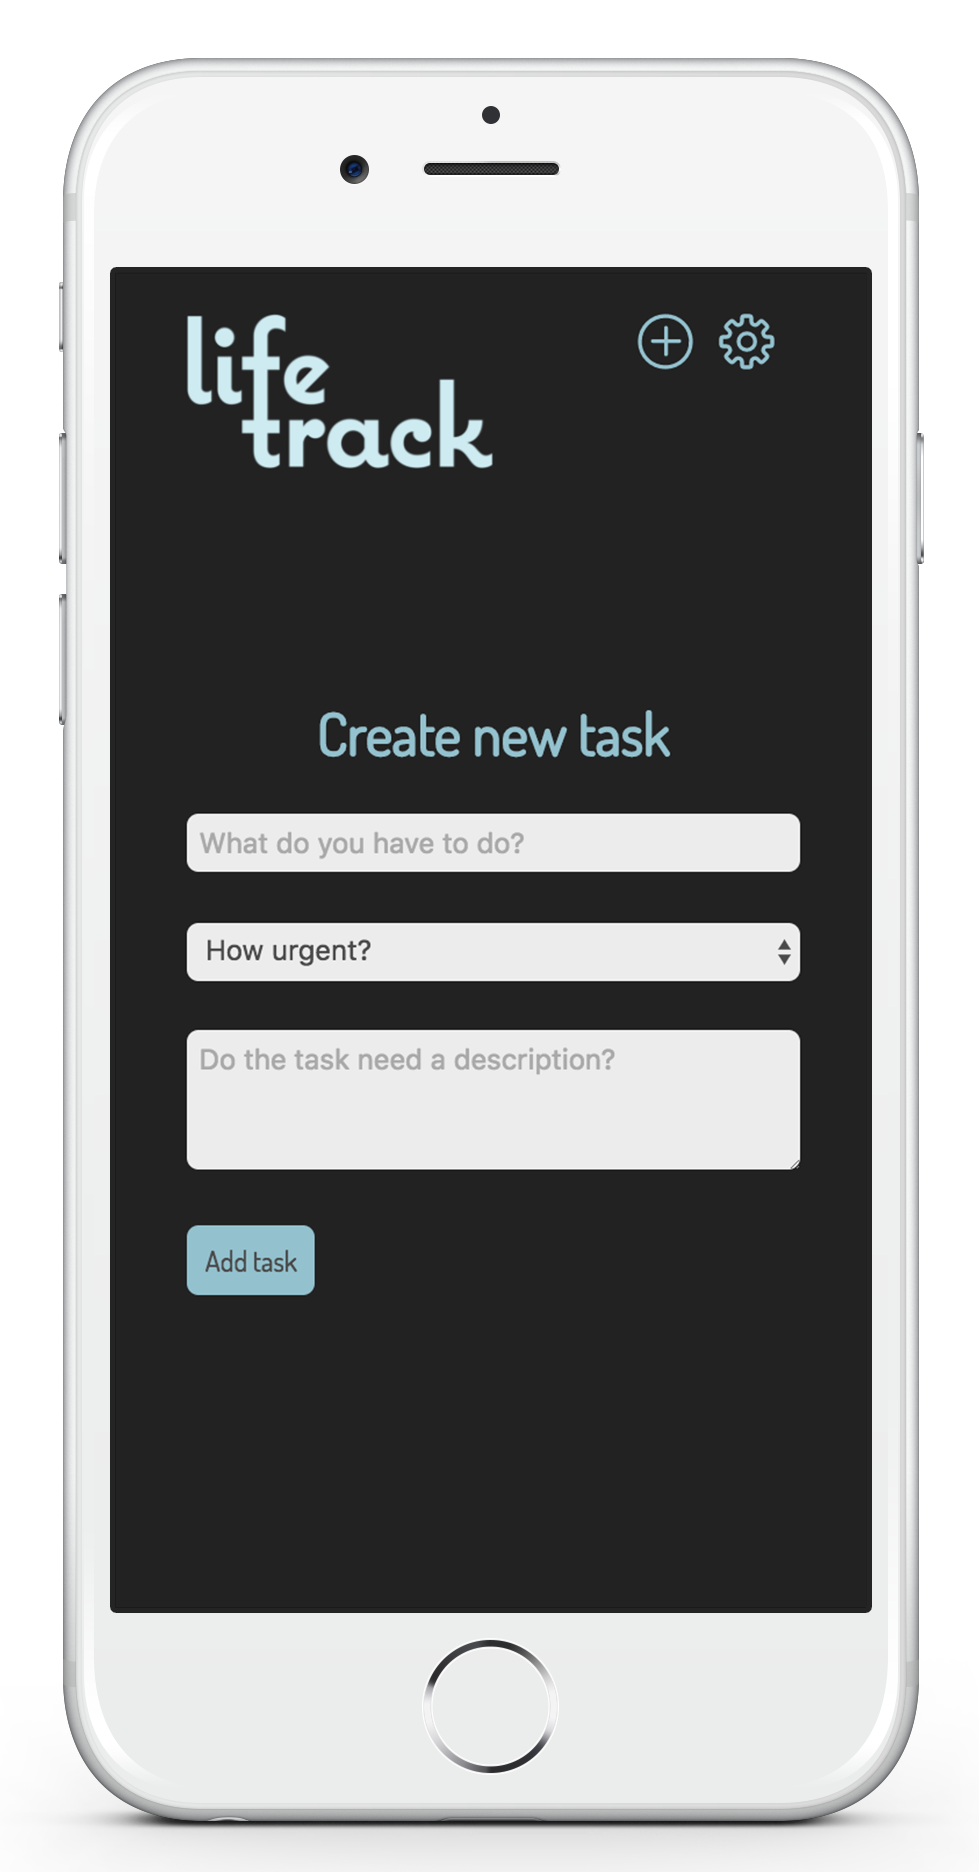 life
track
Create new task
What do you have to do?
How urgent?
Do the task need a description?
Add task